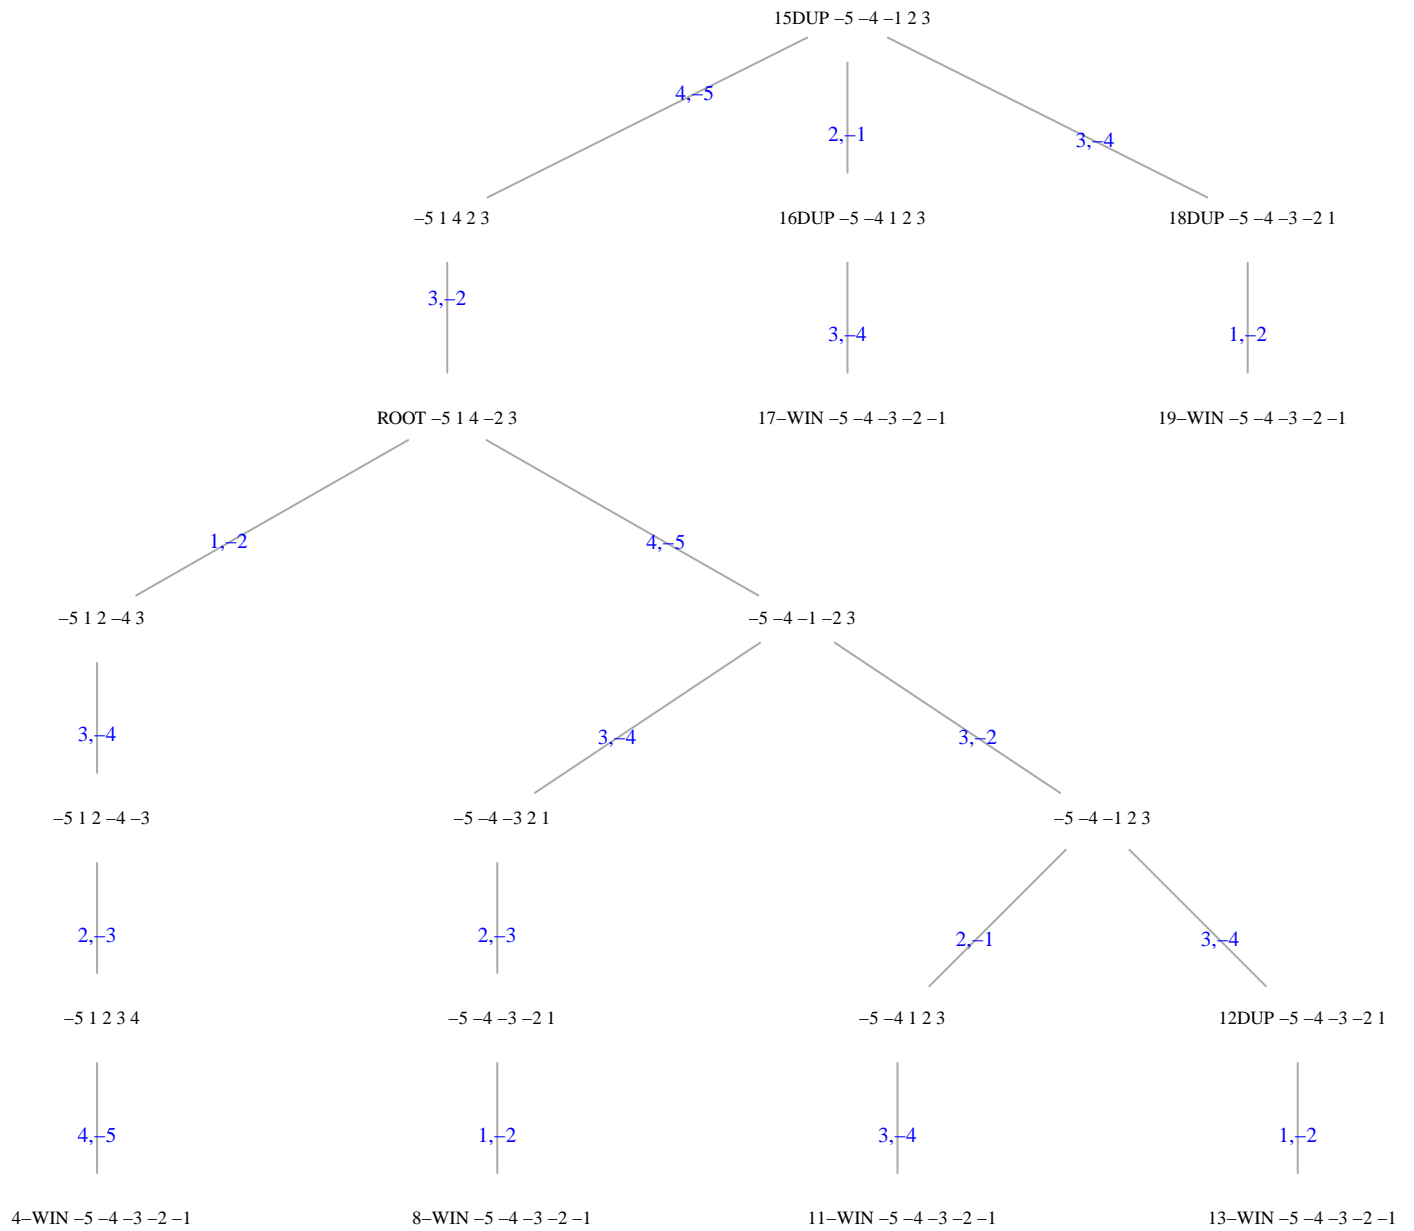 15DUP –5 –4 –1 2 3
4,–5
2,–1
3,–4
–5 1 4 2 3
16DUP –5 –4 1 2 3
18DUP –5 –4 –3 –2 1
3,–2
3,–4
1,–2
ROOT –5 1 4 –2 3
17–WIN –5 –4 –3 –2 –1
19–WIN –5 –4 –3 –2 –1
1,–2
4,–5
–5 1 2 –4 3
–5 –4 –1 –2 3
3,–4
3,–4
3,–2
–5 1 2 –4 –3
–5 –4 –3 2 1
–5 –4 –1 2 3
2,–3
2,–3
2,–1
3,–4
–5 1 2 3 4
–5 –4 –3 –2 1
–5 –4 1 2 3
12DUP –5 –4 –3 –2 1
4,–5
1,–2
3,–4
1,–2
4–WIN –5 –4 –3 –2 –1
8–WIN –5 –4 –3 –2 –1
11–WIN –5 –4 –3 –2 –1
13–WIN –5 –4 –3 –2 –1